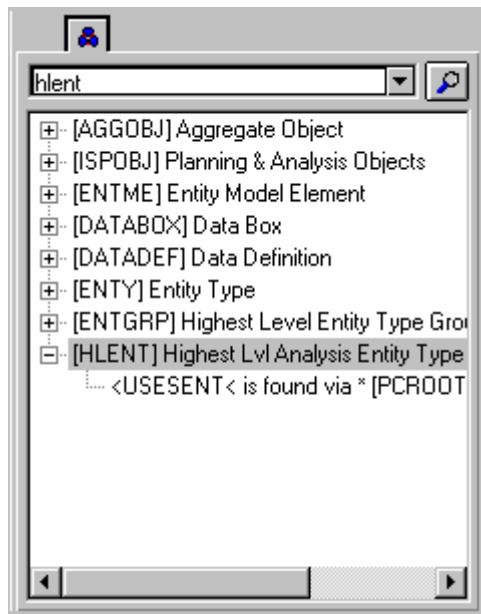 hlent
[AGGOBJ] Aggregate Object
[ISPOBJ] Planning & Analysis Objects
[ENTME] Entity Model Element
[DATABOX] Data Box
[DATADEF] Data Definition
[ENTY] Entity Type
[ENTGRP] Highest Level Entity Type Grou
[HLENT] Highest Lvl Analysis Entity Type
<USESENT< is found via * [PCROOT